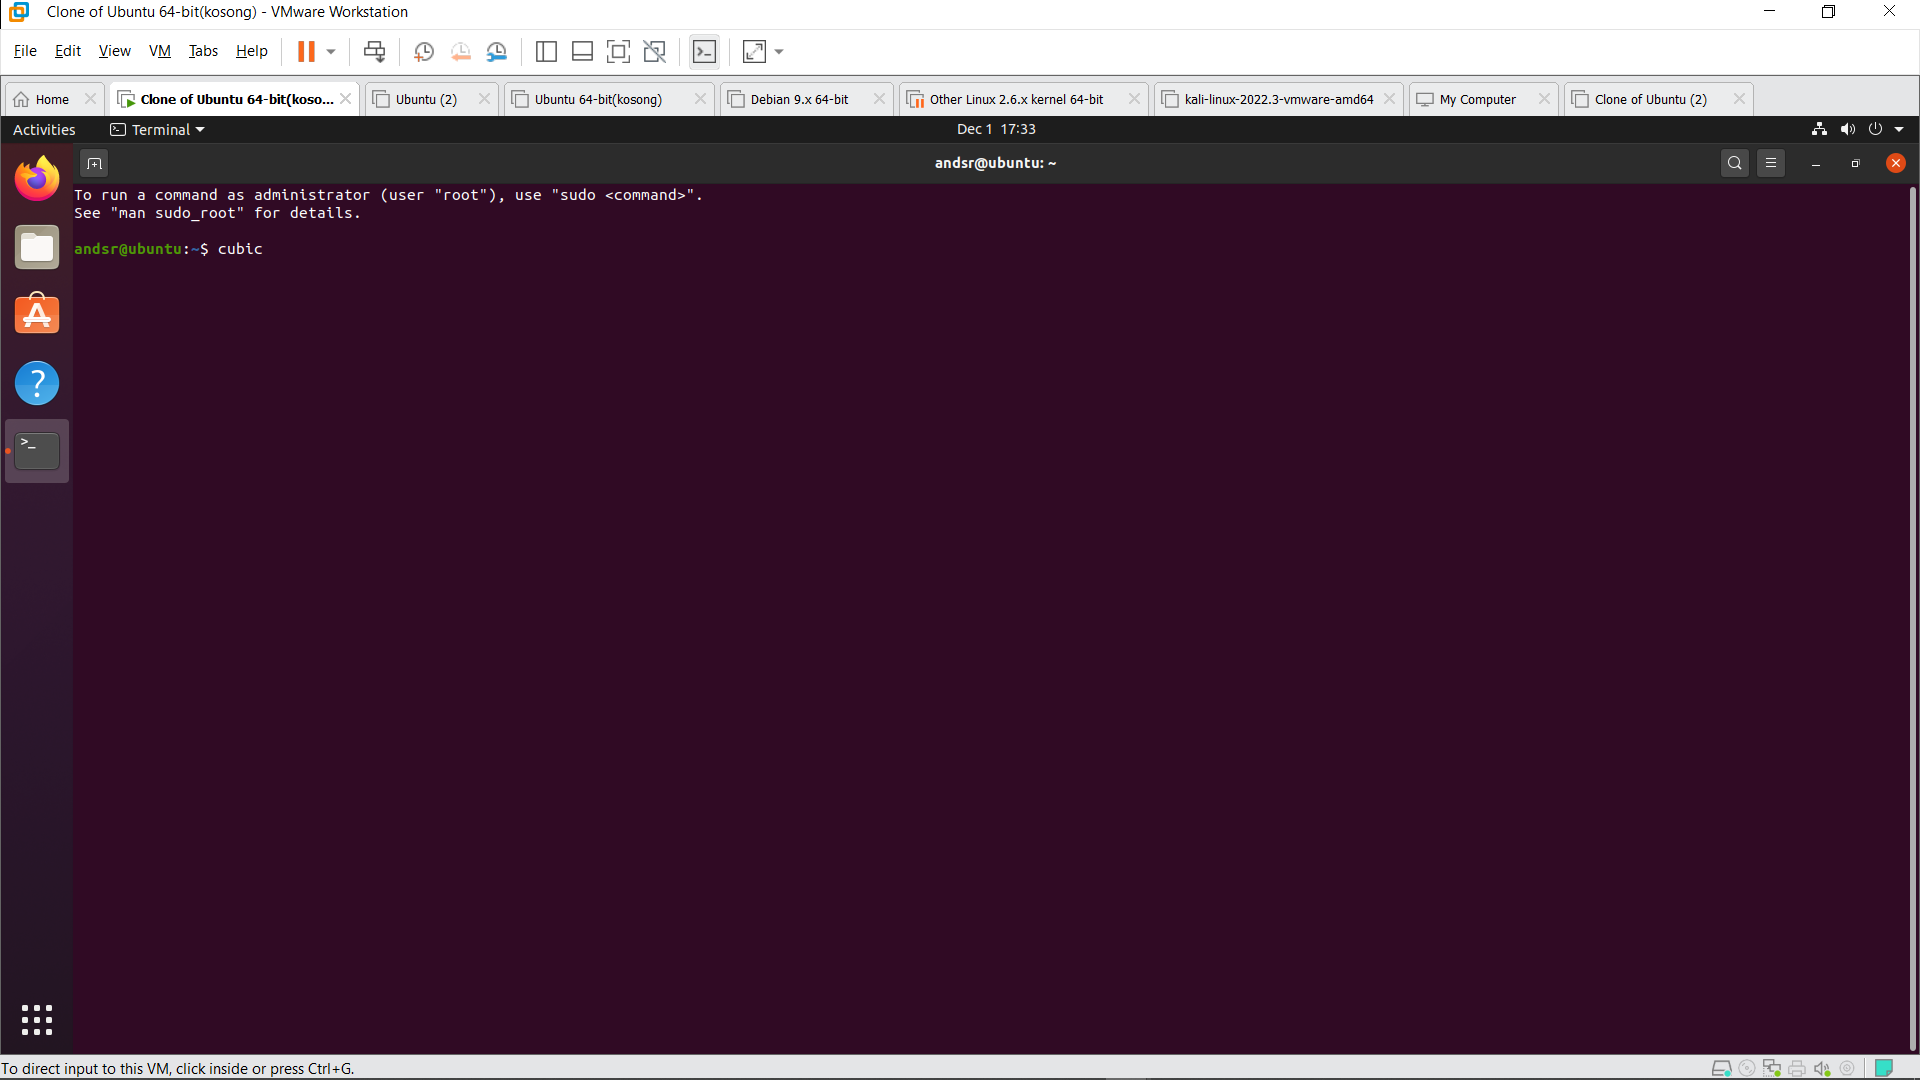 Clone of Ubuntu 64-bit(kosong) - VMware Workstation
File Edit View VM Tabs Help
Home Clone of Ubuntu 64-bit(koso... Ubuntu (2) Ubuntu 64-bit(kosong) Debian 9.x 64-bit Other Linux 2.6.x kernel 64-bit kali-linux-2022.3-vmware-amd64 My Computer Clone of Ubuntu (2)
Activities Terminal Dec 1 17:33
andsr@ubuntu: ~
To run a command as administrator (user "root"), use "sudo <command>".
See "man sudo_root" for details.
andsr@ubuntu:~$ cubic
To direct input to this VM, click inside or press Ctrl+G.